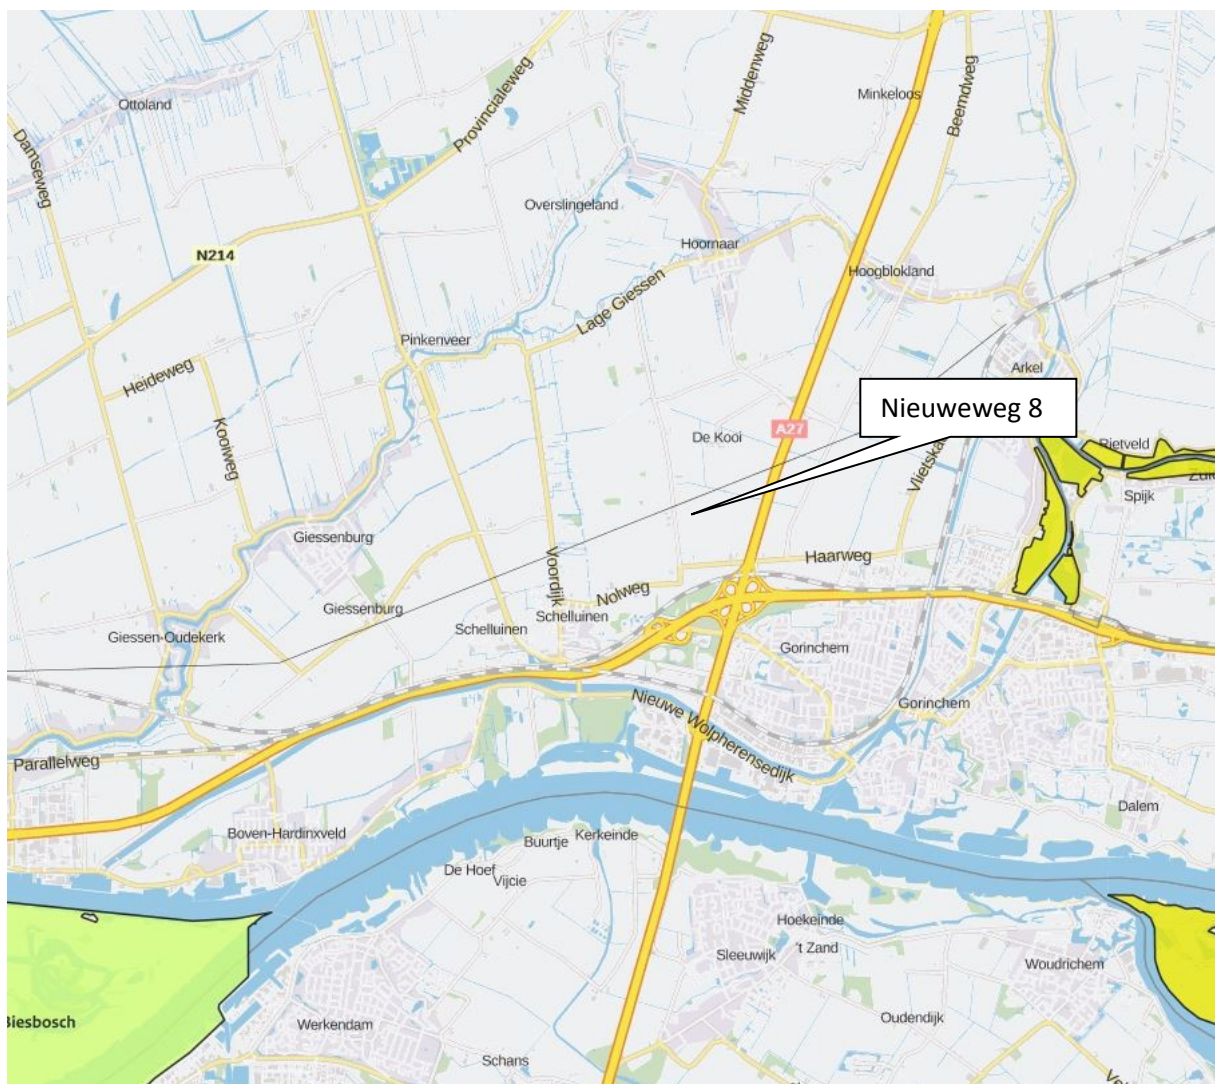 Ottoland
Damseweg
Provincialeweg
Middenweg
Minkeloos
Beemdweg
Overslingeland
N214
Hoornaar
Hoogblokland
Lage Giessen
Pinkenveer
Heideweg
Arkel
Nieuweweg 8
Kooiweg
De Kooi
A27
Rietveld
Spijk
Giessenburg
Voordijk
Haarweg
Nolweg
Giessenburg
Schelluinen
Schelluinen
Giessen-Oudekerk
Gorinchem
Gorinchem
Nieuwe Wolpherensedijk
Parallelweg
Dalem
Boven-Hardinxveld
Buurtje
Kerkeinde
De Hoef
Vijcie
Hoekeinde
't Zand
Sleeuwijk
Woudrichem
Biesbosch
Werkendam
Oudendijk
Schans